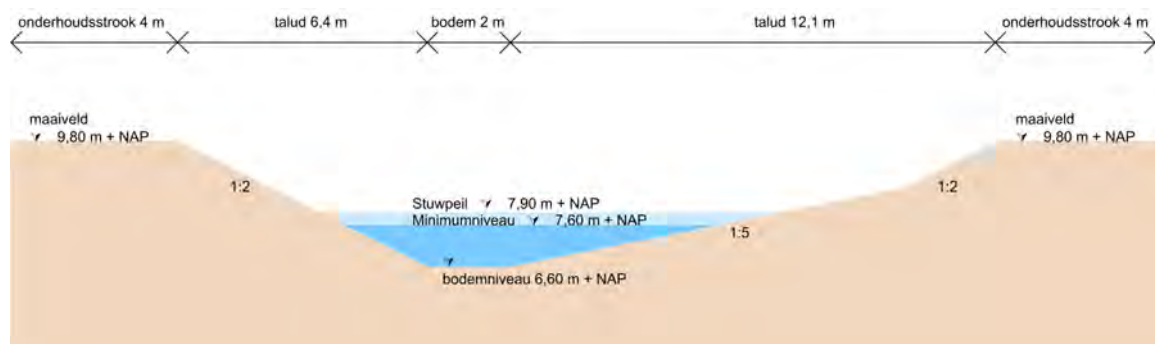 onderhoudsstrook 4 m talud 6,4 m bodem 2 m talud 12,1 m onderhoudsstrook 4 m
maaiveld maaiveld
9,80 m + NAP 9,80 m + NAP
1:2 1:2
Stuwpeil 7,90 m + NAP
Minimumniveau 7,60 m + NAP
1:5
bodemniveau 6,60 m + NAP